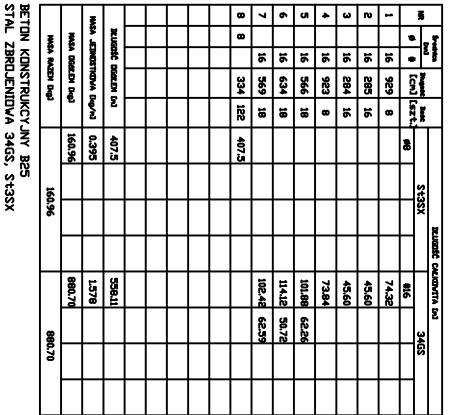 NR Średnica [mm] Długość [cm] Ilość [szt.] DŁUGOŚĆ CAŁKOWITA [m]
St3SX 34GS
ø # ø8 #16
1 16 929 8 74.32
2 16 285 16 45.60
3 16 284 16 45.60
4 16 923 8 73.84
5 16 566 18 101.88 62.26
6 16 634 18 114.12 50.72
7 16 569 18 102.42 62.59
8 8 334 122 407.5
DŁUGOŚĆ OGÓŁEM [m] 407.5 558.11
MASA JEDNOSTKOWA [kg/m] 0.395 1.578
MASA OGÓŁEM [kg] 160.96 880.70
MASA RAZEM [kg] 160.96 880.70
BETON KONSTRUKCYJNY B25
STAL ZBROJENIOWA 34GS, St3SX